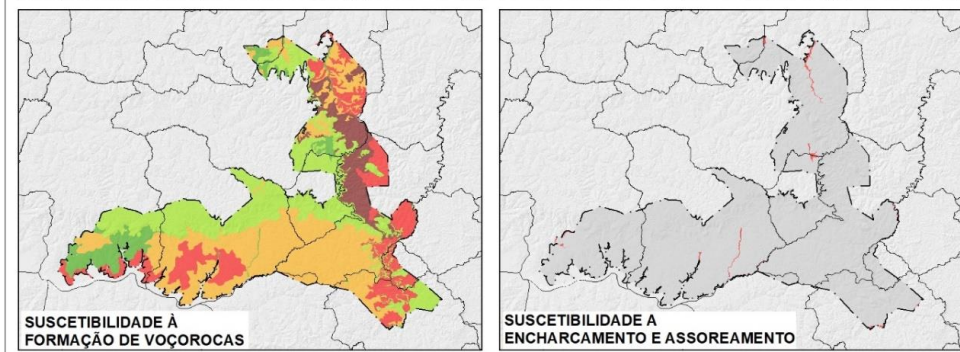 SUSCETIBILIDADE À
FORMAÇÃO DE VOÇOROCAS
SUSCETIBILIDADE A
ENCHARCAMENTO E ASSOREAMENTO